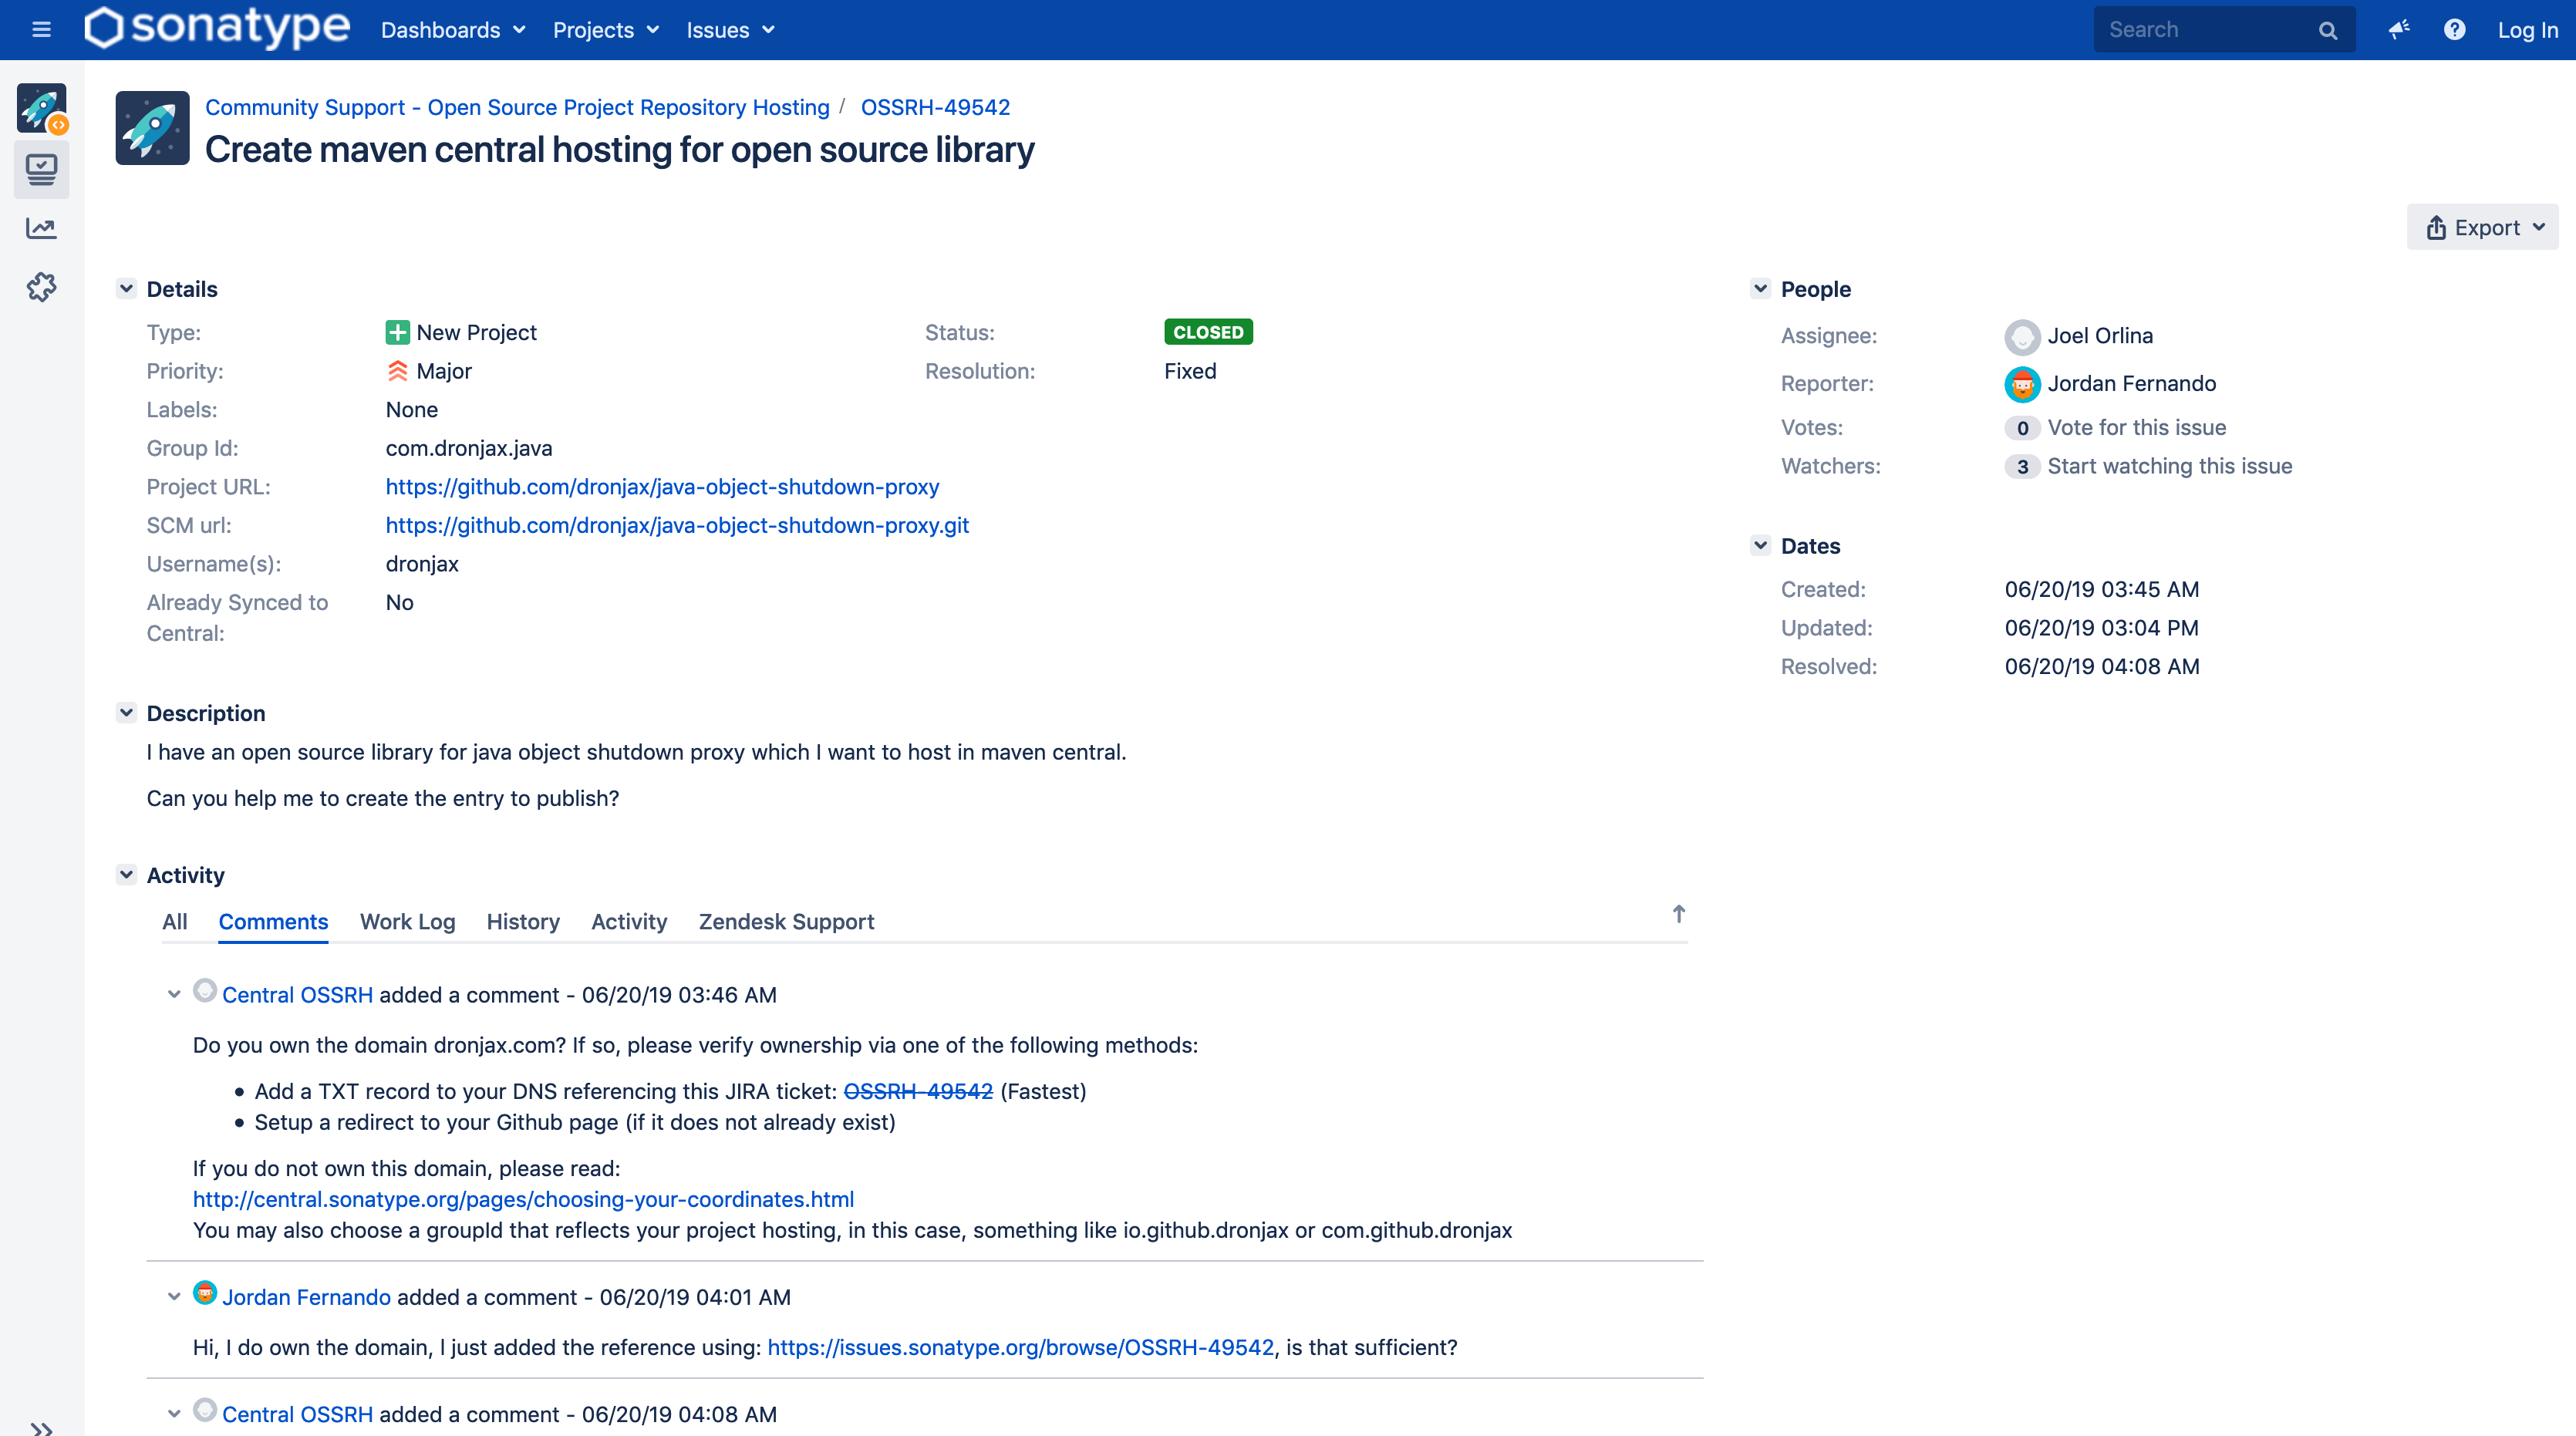 sonatype Dashboards Projects Issues Search Log In
Community Support - Open Source Project Repository Hosting / OSSRH-49542
Create maven central hosting for open source library
Export
Details
Type: New Project
Status: CLOSED
Priority: Major
Resolution: Fixed
Labels: None
Group Id: com.dronjax.java
Project URL: https://github.com/dronjax/java-object-shutdown-proxy
SCM url: https://github.com/dronjax/java-object-shutdown-proxy.git
Username(s): dronjax
Already Synced to Central: No
People
Assignee: Joel Orlina
Reporter: Jordan Fernando
Votes: 0 Vote for this issue
Watchers: 3 Start watching this issue
Dates
Created: 06/20/19 03:45 AM
Updated: 06/20/19 03:04 PM
Resolved: 06/20/19 04:08 AM
Description
I have an open source library for java object shutdown proxy which I want to host in maven central.
Can you help me to create the entry to publish?
Activity
All Comments Work Log History Activity Zendesk Support
Central OSSRH added a comment - 06/20/19 03:46 AM
Do you own the domain dronjax.com? If so, please verify ownership via one of the following methods:
• Add a TXT record to your DNS referencing this JIRA ticket: OSSRH-49542 (Fastest)
• Setup a redirect to your Github page (if it does not already exist)
If you do not own this domain, please read:
http://central.sonatype.org/pages/choosing-your-coordinates.html
You may also choose a groupId that reflects your project hosting, in this case, something like io.github.dronjax or com.github.dronjax
Jordan Fernando added a comment - 06/20/19 04:01 AM
Hi, I do own the domain, I just added the reference using: https://issues.sonatype.org/browse/OSSRH-49542, is that sufficient?
Central OSSRH added a comment - 06/20/19 04:08 AM